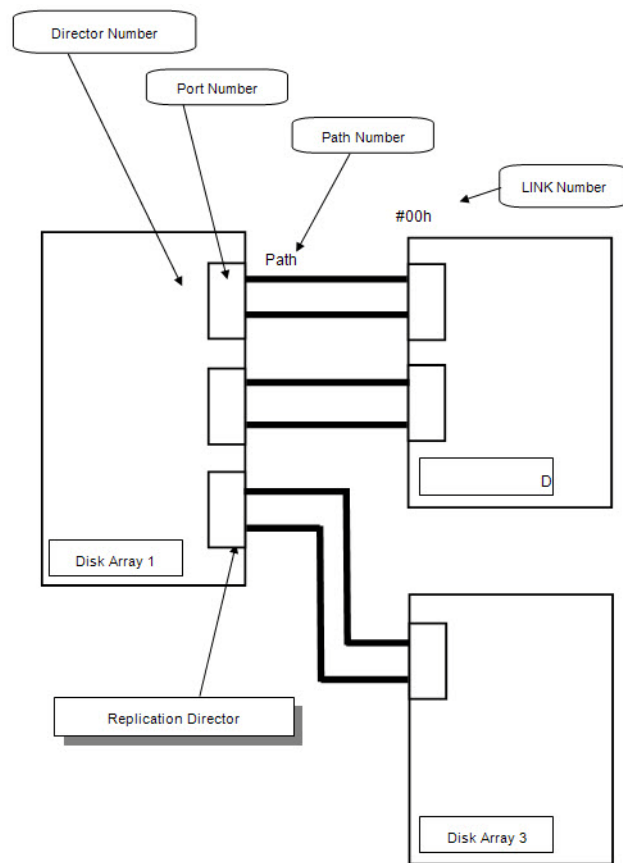 Director Number
Port Number
Path Number
LINK Number
#00h
Path
D
Disk Array 1
Replication Director
Disk Array 3